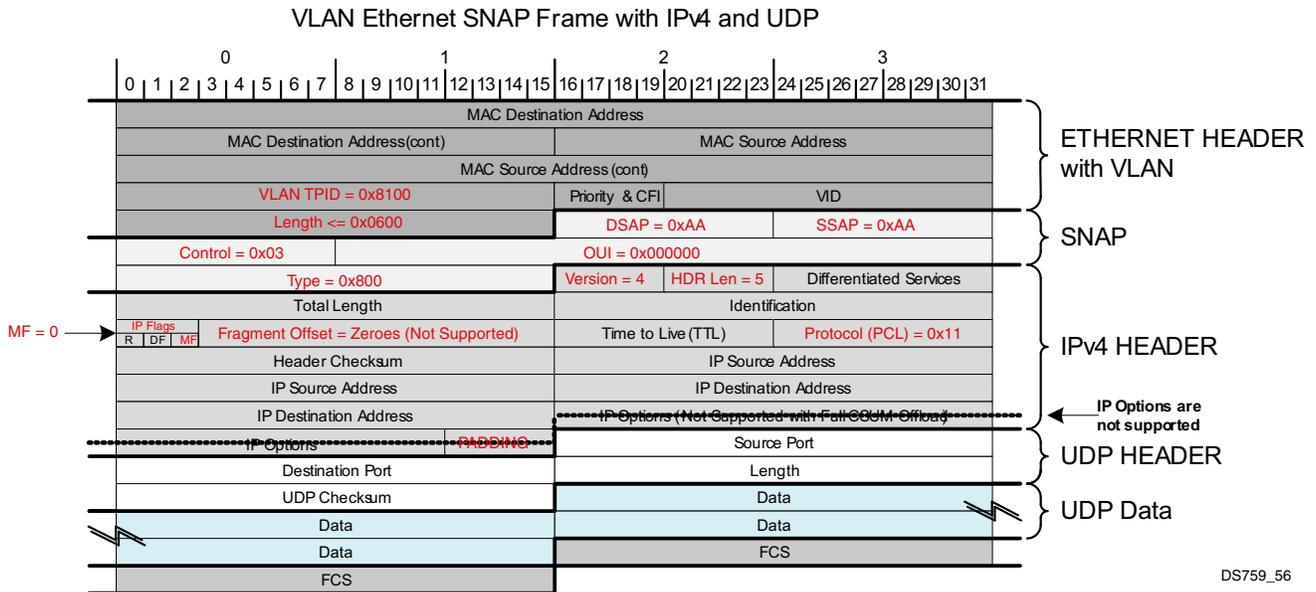 VLAN Ethernet SNAP Frame with IPv4 and UDP
0 1 2 3
0 1 2 3 4 5 6 7 8 9 10 11 12 13 14 15 16 17 18 19 20 21 22 23 24 25 26 27 28 29 30 31
MAC Destination Address
MAC Destination Address(cont) MAC Source Address
MAC Source Address (cont)
ETHERNET HEADER
with VLAN
VLAN TPID = 0x8100 Priority & CFI VID
Length <= 0x0600 DSAP = 0xAA SSAP = 0xAA
SNAP
Control = 0x03 OUI = 0x000000
Type = 0x800 Version = 4 HDR Len = 5 Differentiated Services
Total Length Identification
MF = 0 IP Flags
R DF MF Fragment Offset = Zeroes (Not Supported) Time to Live (TTL) Protocol (PCL) = 0x11
IPv4 HEADER
Header Checksum IP Source Address
IP Source Address IP Destination Address
IP Destination Address IP Options (Not Supported with Full CSUM Offload)
IP Options are
not supported
IP Options PADDING Source Port
UDP HEADER
Destination Port Length
UDP Checksum Data
UDP Data
Data Data
Data FCS
FCS
DS759_56